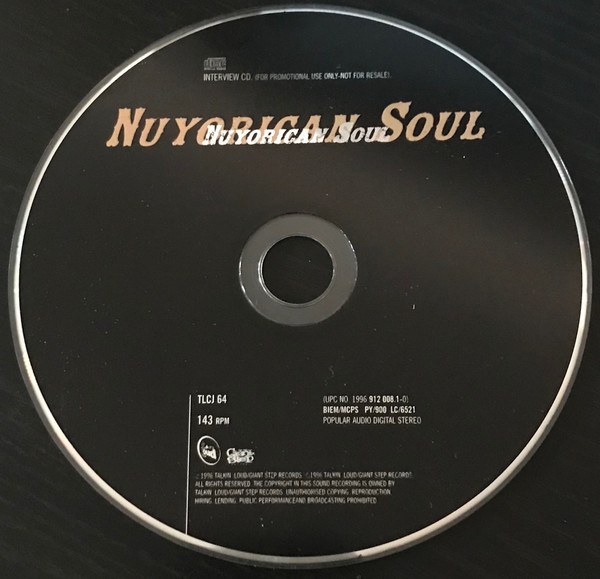 INTERVIEW CD. (FOR PROMOTIONAL USE ONLY-NOT FOR RESALE).
NUYORICAN SOUL
NUYORICAN SOUL
TLCJ 64
(UPC NO 1996 912 008.1-0)
BIEM/MCPS PY/900 LC/6521
143 RPM
POPULAR AUDIO DIGITAL STEREO
GIANT STEP
℗1996 TALKIN LOUD/GIANT STEP RECORDS ©1996 TALKIN LOUD/GIANT STEP RECORDS
ALL RIGHTS RESERVED. THE COPYRIGHT IN THIS SOUND RECORDING IS OWNED BY
TALKIN LOUD/GIANT STEP RECORDS. UNAUTHORISED COPYING. REPRODUCTION.
HIRING. LENDING. PUBLIC. PERFORMANCEAND BROADCASTING PROHIBITED